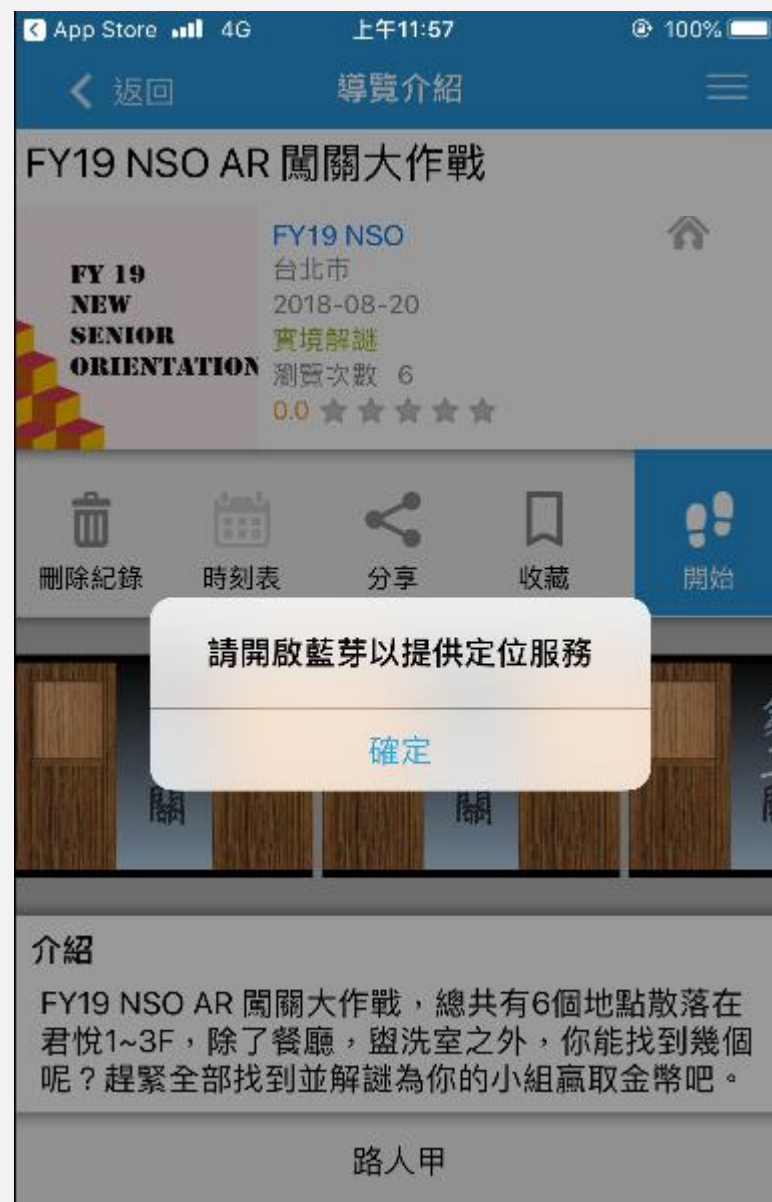 App Store 4G 上午11:57 100%
返回 導覽介紹
FY19 NSO AR 闖關大作戰
FY 19
NEW
SENIOR
ORIENTATION
FY19 NSO
台北市
2018-08-20
實境解謎
瀏覽次數 6
0.0
刪除紀錄 時刻表 分享 收藏 開始
請開啟藍芽以提供定位服務
確定
關 關
介紹
FY19 NSO AR 闖關大作戰,總共有6個地點散落在
君悅1~3F,除了餐廳,盥洗室之外,你能找到幾個
呢?趕緊全部找到並解謎為你的小組贏取金幣吧。
路人甲